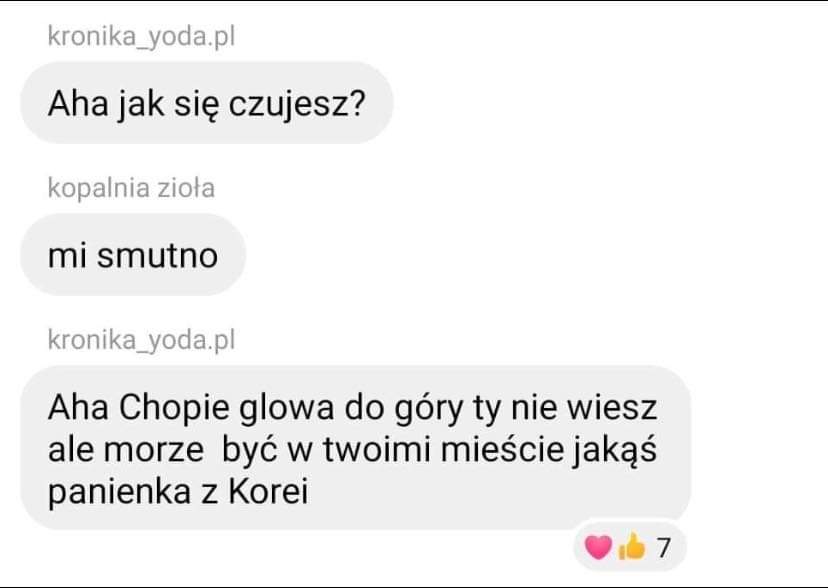 kronika_yoda.pl
Aha jak się czujesz?
kopalnia zioła
mi smutno
kronika_yoda.pl
Aha Chopie glowa do góry ty nie wiesz
ale morze  być w twoimi mieście jakąś
panienka z Korei
7